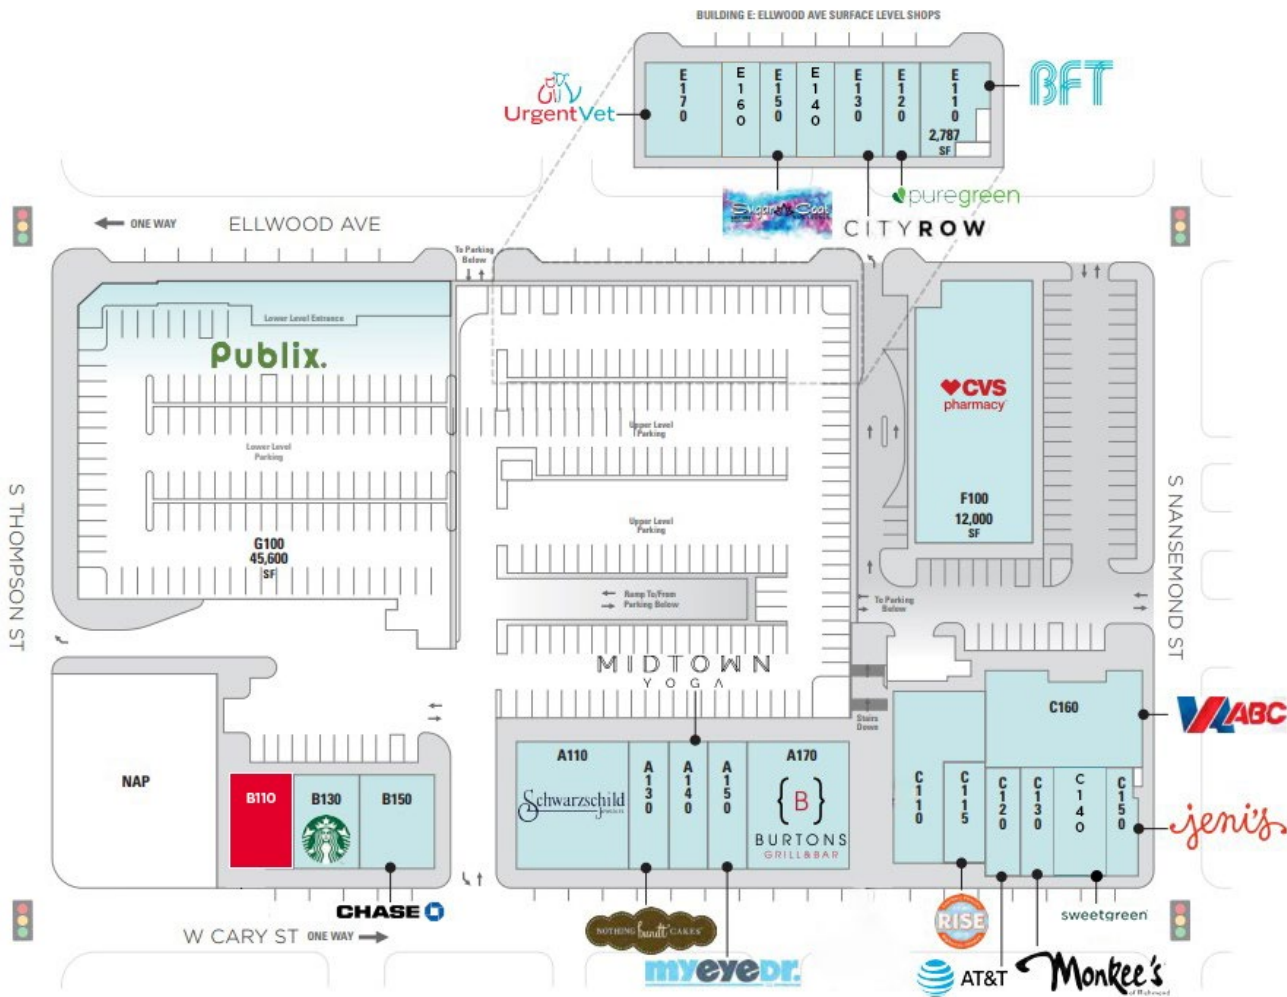 BUILDING E: ELLWOOD AVE SURFACE LEVEL SHOPS
E170
E160
E150
E140
E130
E120
E110
2,787
SF
UrgentVet
BFT
Sugar Coat
CITYROW
puregreen
ONE WAY
ELLWOOD AVE
To Parking
Below
Lower Level Entrance
Publix.
Lower Level
Parking
G100
45,600
SF
Upper Level
Parking
Upper Level
Parking
Ramp To/From
Parking Below
CVS
pharmacy
F100
12,000
SF
To Parking
Below
S THOMPSON ST
S NANSEMOND ST
MIDTOWN
YOGA
Stairs
Down
NAP
B110
B130
B150
CHASE
A110
Schwarzschild
A130
A140
A150
A170
{B}
BURTONS
GRILL & BAR
NOTHING bundt CAKES
myeyeDr.
C160
VA ABC
C110
C115
C120
C130
C140
C150
jeni's
RISE
AT&T
Monkee's
of Richmond
sweetgreen
W CARY ST ONE WAY